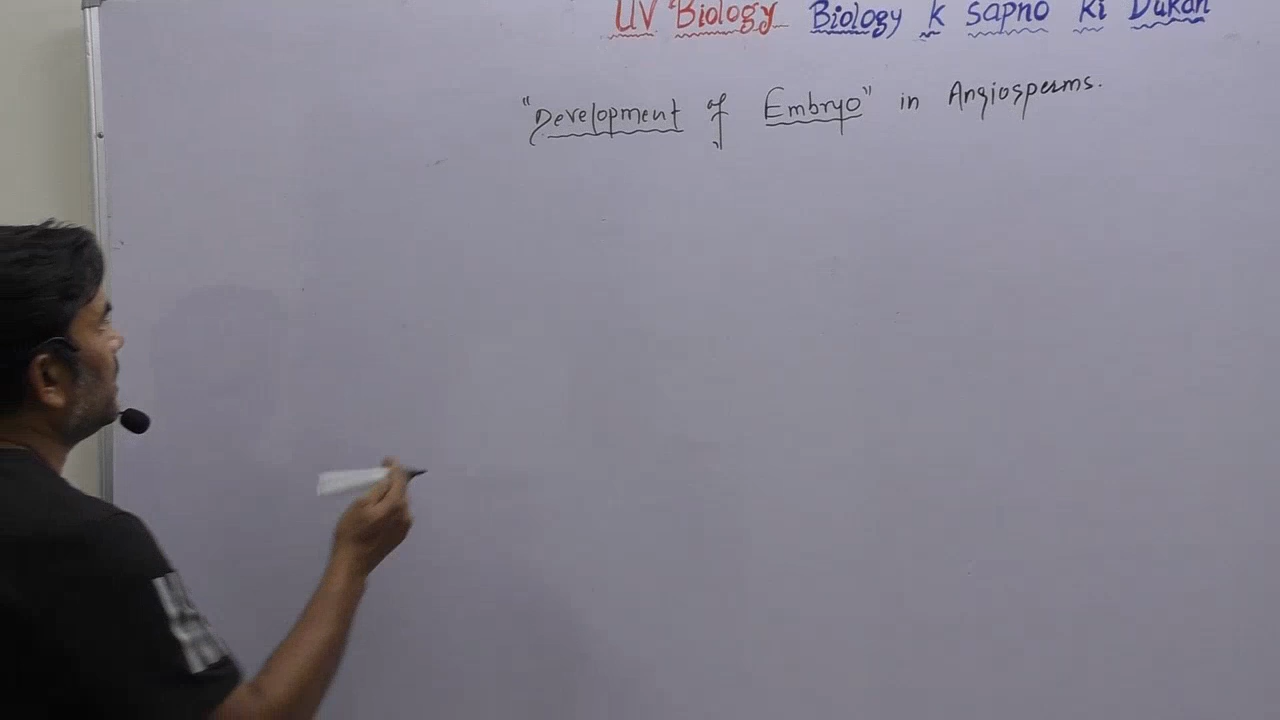 UV Biology Biology k sapno ki Dukan
"Development of Embryo" in Angiosperms.